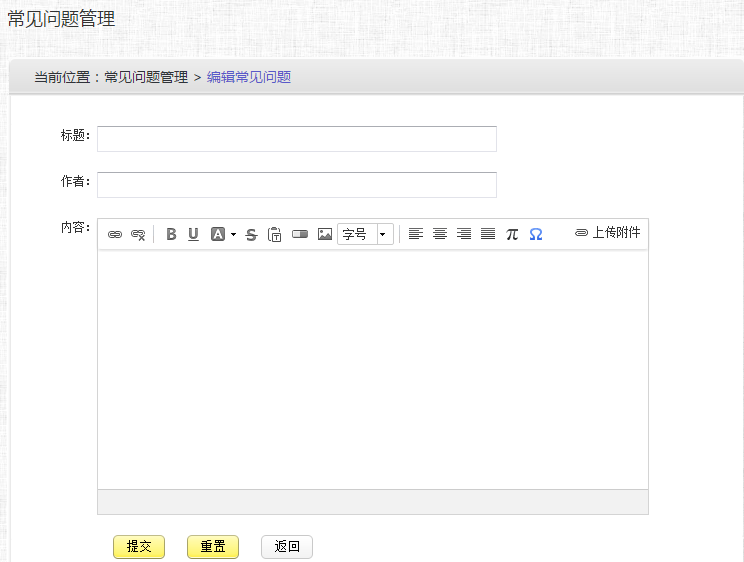 常见问题管理
当前位置：常见问题管理 > 编辑常见问题
标题：
作者：
内容： B U A S T 字号 π Ω 上传附件
提交 重置 返回